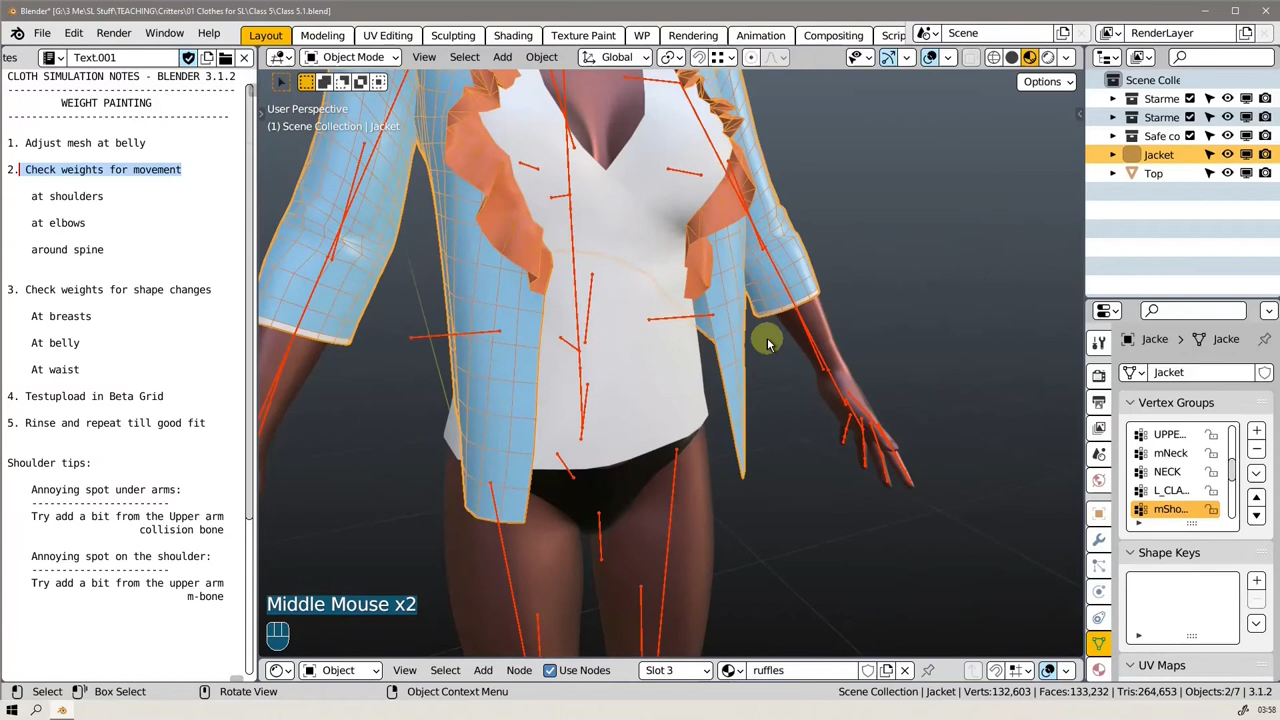 Blender* [G:\3 Me\SL Stuff\TEACHING\Critters\01 Clothes for SL\Class 5\Class 5.1.blend]
File Edit Render Window Help Layout Modeling UV Editing Sculpting Shading Texture Paint WP Rendering Animation Compositing Scrip Scene RenderLayer
tes Text.001 Object Mode View Select Add Object Global
CLOTH SIMULATION NOTES - BLENDER 3.1.2
WEIGHT PAINTING
1. Adjust mesh at belly
2. Check weights for movement
at shoulders
at elbows
around spine
3. Check weights for shape changes
At breasts
At belly
At waist
4. Testupload in Beta Grid
5. Rinse and repeat till good fit
Shoulder tips:
Annoying spot under arms:
Try add a bit from the Upper arm
collision bone
Annoying spot on the shoulder:
Try add a bit from the upper arm
m-bone
Options
User Perspective
(1) Scene Collection | Jacket
Middle Mouse x2
Scene Colle
Starme
Starme
Safe co
Jacket
Top
Jacke > Jacke
Jacket
Vertex Groups
UPPE...
mNeck
NECK
L_CLA...
mSho...
Shape Keys
UV Maps
Object View Select Add Node Use Nodes Slot 3 ruffles
Select Box Select Rotate View Object Context Menu Scene Collection | Jacket | Verts:132,603 | Faces:133,232 | Tris:264,653 | Objects:2/7 | 3.1.2
03:58